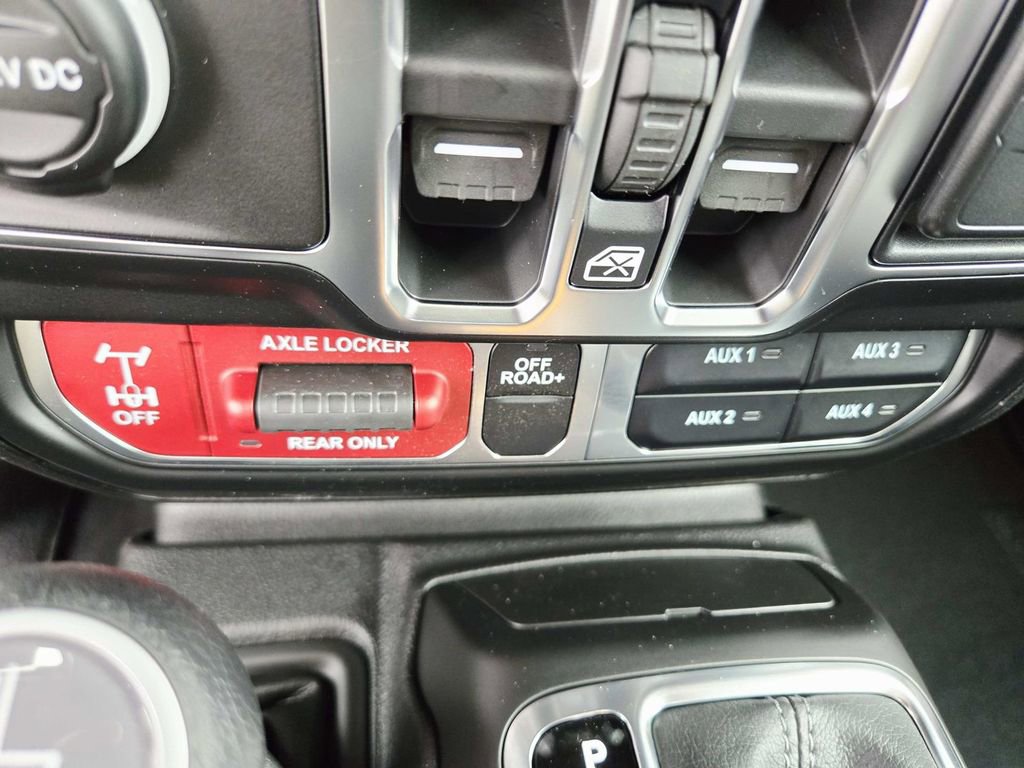 V DC
AXLE LOCKER
OFF
REAR ONLY
OFF
ROAD+
AUX 1
AUX 3
AUX 2
AUX 4
P